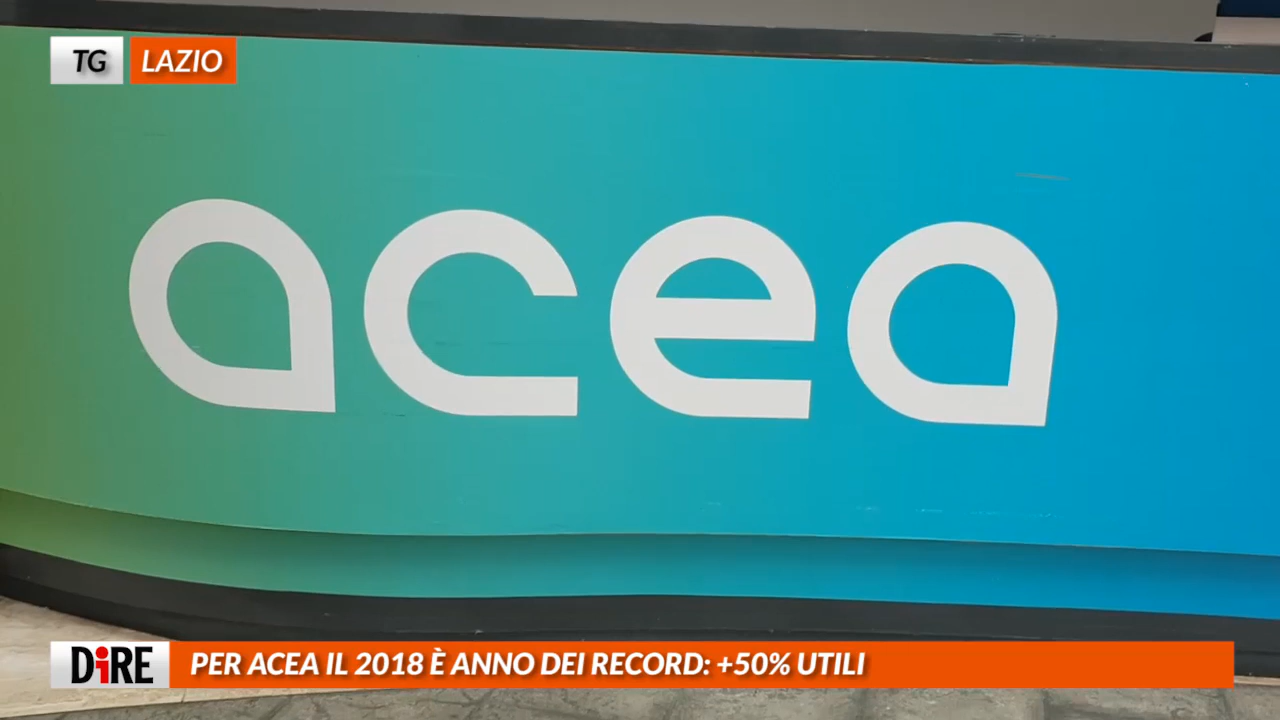 TG LAZIO
acea
DiRE PER ACEA IL 2018 È ANNO DEI RECORD: +50% UTILI